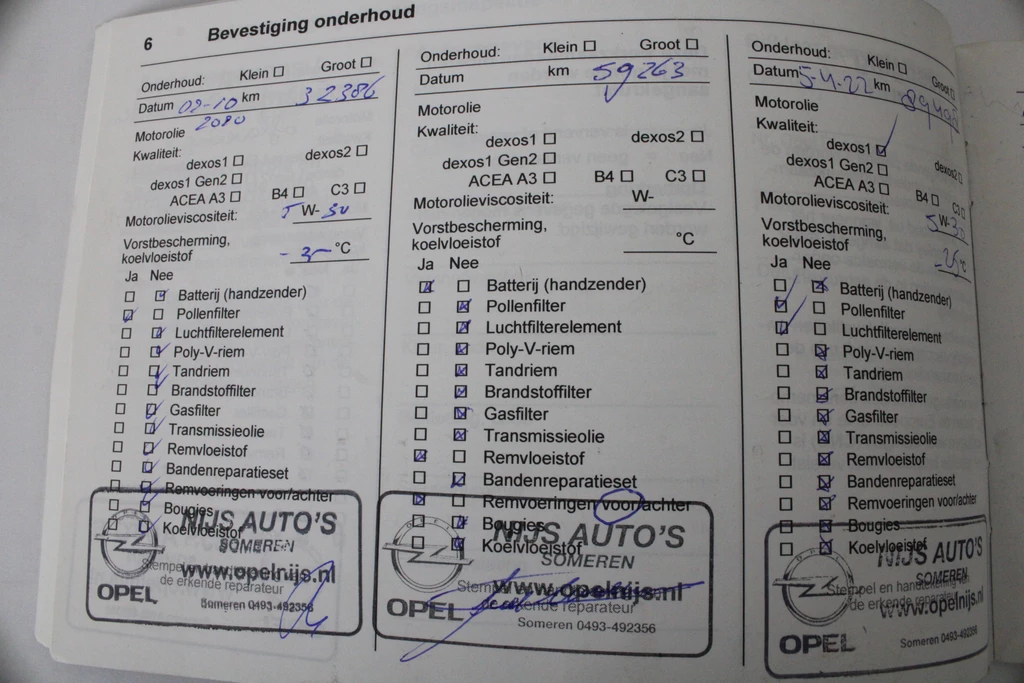 6 Bevestiging onderhoud
Onderhoud: Klein Groot
Datum 02-10 km 32386
Motorolie
Kwaliteit:
dexos1 dexos2
dexos1 Gen2
ACEA A3 B4 C3
Motorolieviscositeit: 5 W- 30
Vorstbescherming,
koelvloeistof °C
Ja Nee
Batterij (handzender)
Pollenfilter
Luchtfilterelement
Poly-V-riem
Tandriem
Brandstoffilter
Gasfilter
Transmissieolie
Remvloeistof
Bandenreparatieset
Remvoeringen voor/achter
Bougies
Koelvloeistof
NIJS AUTO'S
SOMEREN
www.opelnijs.nl
de erkende reparateur
OPEL
Someren 0493-492356
Onderhoud: Klein Groot
Datum km 59263
Motorolie
Kwaliteit:
dexos1 dexos2
dexos1 Gen2
ACEA A3 B4 C3
Motorolieviscositeit: W-
Vorstbescherming,
koelvloeistof °C
Ja Nee
Batterij (handzender)
Pollenfilter
Luchtfilterelement
Poly-V-riem
Tandriem
Brandstoffilter
Gasfilter
Transmissieolie
Remvloeistof
Bandenreparatieset
Remvoeringen voor/achter
Bougies
Koelvloeistof
NIJS AUTO'S
SOMEREN
www.opelnijs.nl
erkende reparateur
OPEL
Someren 0493-492356
Onderhoud: Klein Groot
Datum 5-4-22 km
Motorolie
Kwaliteit:
dexos1
dexos1 Gen2 dexos2
ACEA A3 B4 C3
Motorolieviscositeit: 5 W-30
Vorstbescherming,
koelvloeistof °C
Ja Nee
Batterij (handzender)
Pollenfilter
Luchtfilterelement
Poly-V-riem
Tandriem
Brandstoffilter
Gasfilter
Transmissieolie
Remvloeistof
Bandenreparatieset
Remvoeringen voor/achter
Bougies
Koelvloeistof
NIJS AUTO'S
SOMEREN
Stempel en handtekening
de erkende reparateur
www.opelnijs.nl
OPEL
Someren 0493-492356